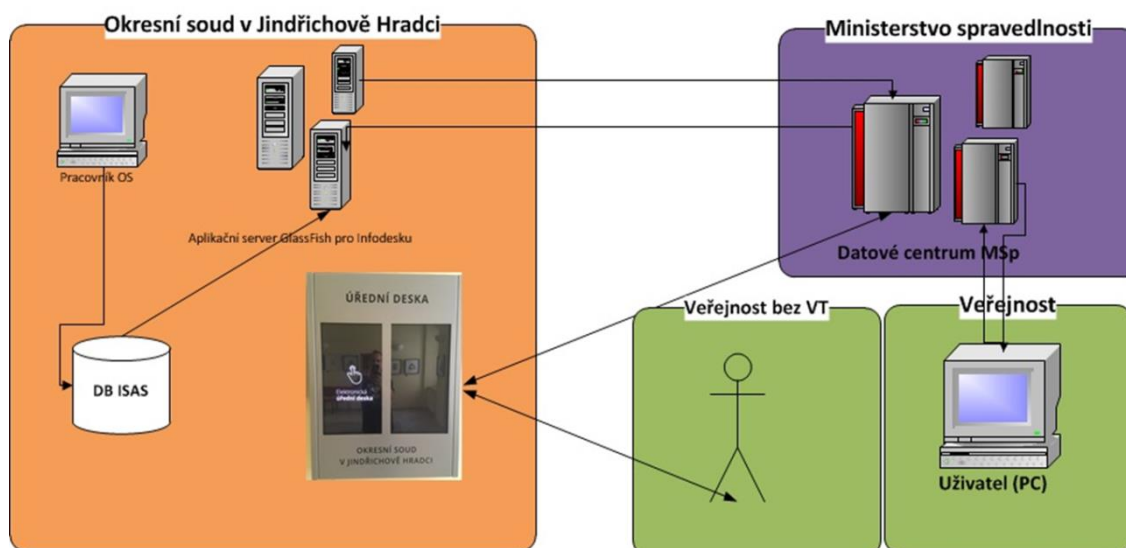 Okresní soud v Jindřichově Hradci
Pracovník OS
Aplikační server GlassFish pro Infodesku
DB ISAS
ÚŘEDNÍ DESKA
Elektronická
úřední deska
OKRESNÍ SOUD
V JINDŘICHOVĚ HRADCI
Ministerstvo spravedlnosti
Datové centrum MSp
Veřejnost bez VT
Veřejnost
Uživatel (PC)